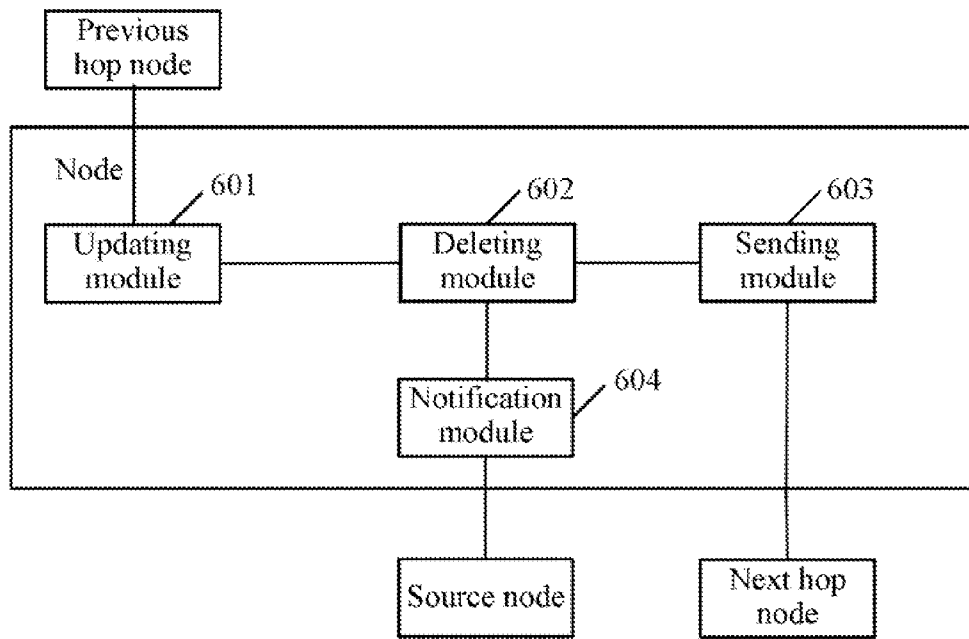 Previous
hop node
Node
601
Updating
module
602
Deleting
module
603
Sending
module
604
Notification
module
Source node
Next hop
node